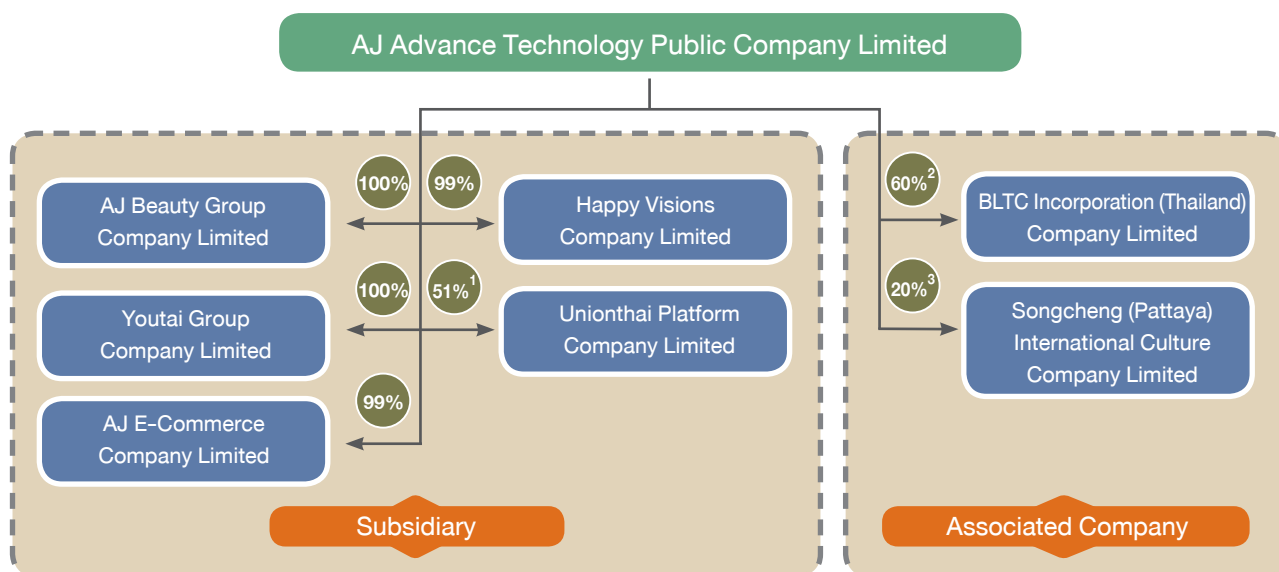 AJ Advance Technology Public Company Limited
100%
99%
AJ Beauty Group
Company Limited
Happy Visions
Company Limited
100%
51%¹
Youtai Group
Company Limited
Unionthai Platform
Company Limited
99%
AJ E-Commerce
Company Limited
Subsidiary
60%²
BLTC Incorporation (Thailand)
Company Limited
20%³
Songcheng (Pattaya)
International Culture
Company Limited
Associated Company